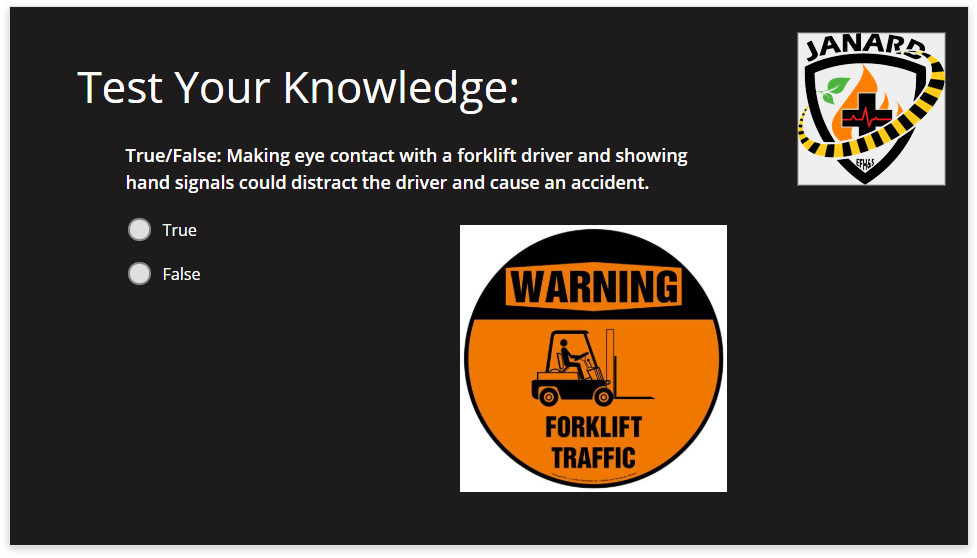 JANARD
Test Your Knowledge:
True/False: Making eye contact with a forklift driver and showing
hand signals could distract the driver and cause an accident.
True
False
WARNING
FORKLIFT
TRAFFIC